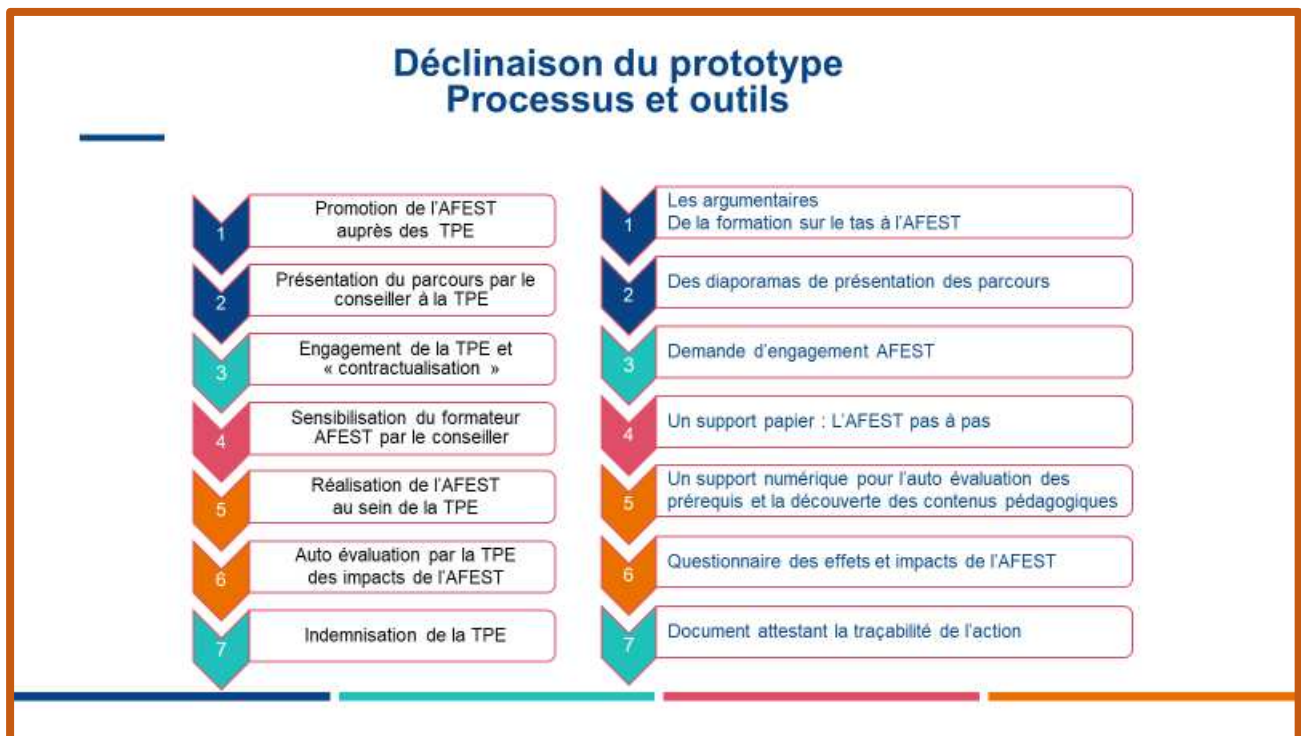 Déclinaison du prototype
Processus et outils
1
Promotion de l'AFEST
auprès des TPE
2
Présentation du parcours par le
conseiller à la TPE
3
Engagement de la TPE et
« contractualisation »
4
Sensibilisation du formateur
AFEST par le conseiller
5
Réalisation de l'AFEST
au sein de la TPE
6
Auto évaluation par la TPE
des impacts de l'AFEST
7
Indemnisation de la TPE
1
Les argumentaires
De la formation sur le tas à l'AFEST
2
Des diaporamas de présentation des parcours
3
Demande d'engagement AFEST
4
Un support papier : L'AFEST pas à pas
5
Un support numérique pour l'auto évaluation des
prérequis et la découverte des contenus pédagogiques
6
Questionnaire des effets et impacts de l'AFEST
7
Document attestant la traçabilité de l'action